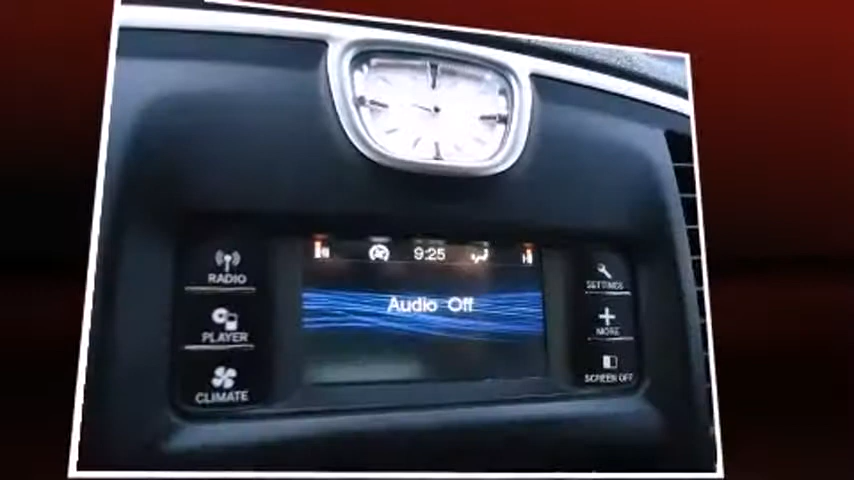 9:25
Audio Off
RADIO
PLAYER
CLIMATE
SETTINGS
MORE
SCREEN OFF